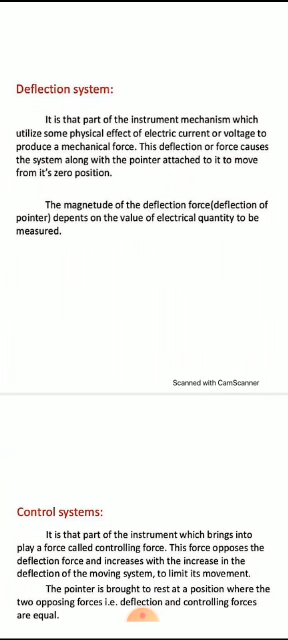 Deflection system:
It is that part of the instrument mechanism which
utilize some physical effect of electric current or voltage to
produce a mechanical force. This deflection or force causes
the system along with the pointer attached to it to move
from it's zero position.
The magnetude of the deflection force(deflection of
pointer) depents on the value of electrical quantity to be
measured.
Scanned with CamScanner
Control systems:
It is that part of the instrument which brings into
play a force called controlling force. This force opposes the
deflection force and increases with the increase in the
deflection of the moving system, to limit its movement.
The pointer is brought to rest at a position where the
two opposing forces i.e. deflection and controlling forces
are equal.